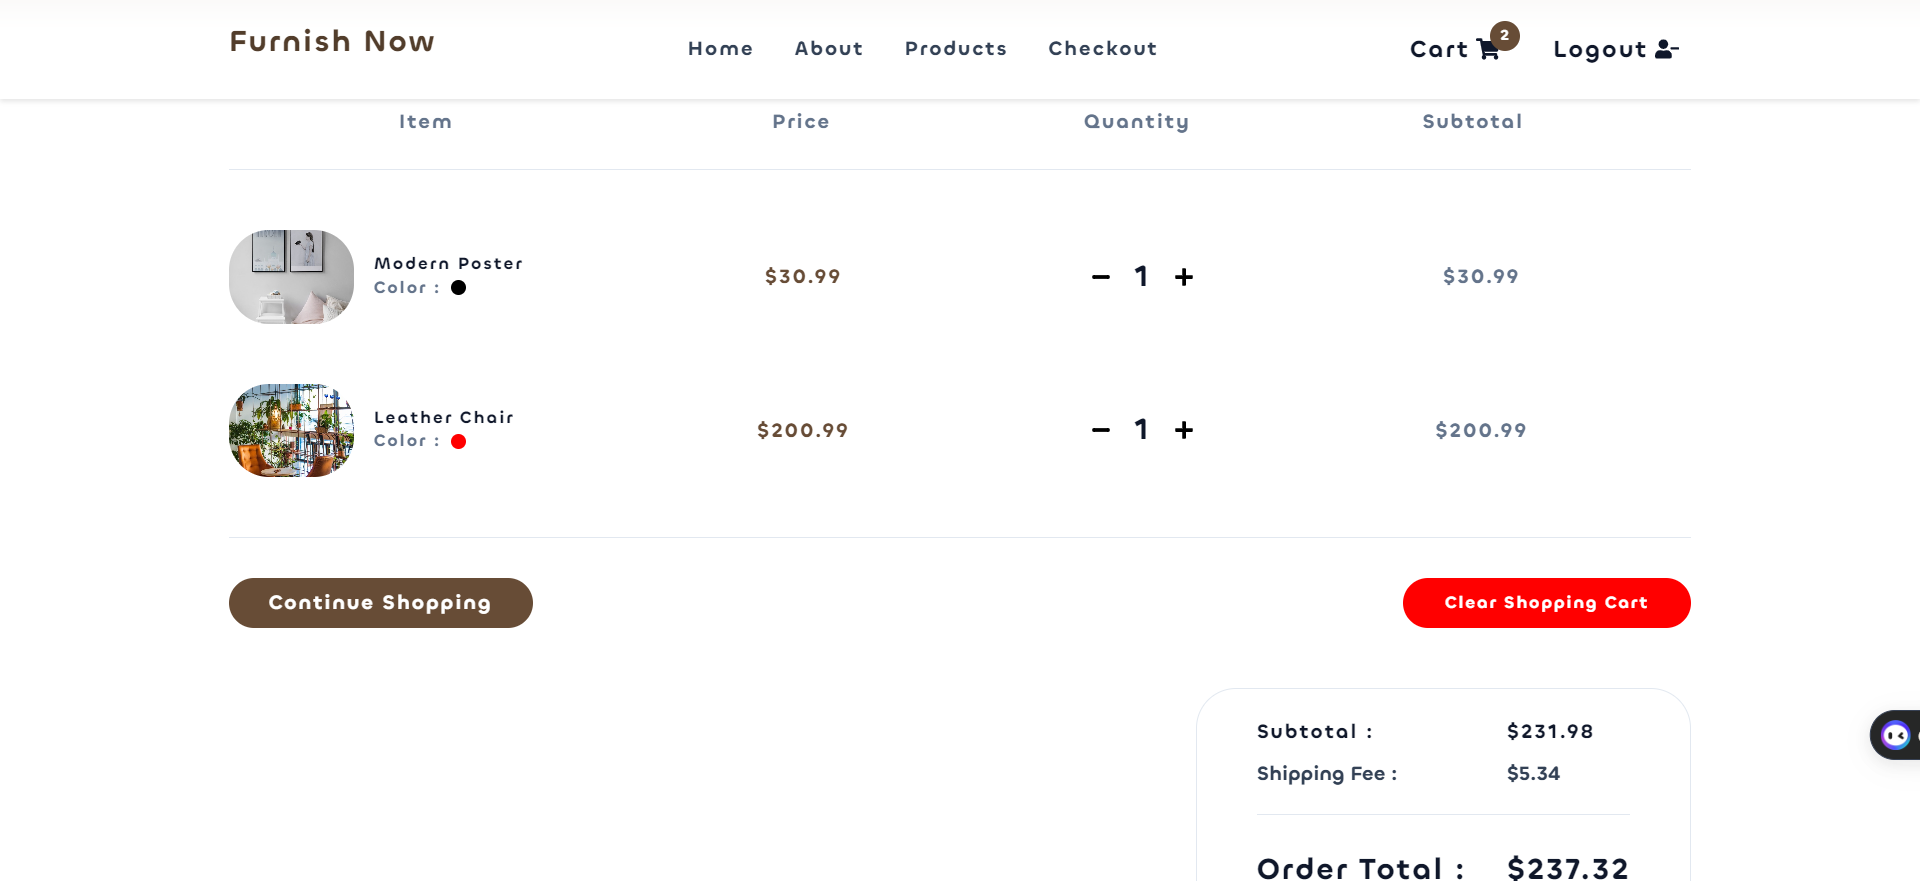 Furnish Now
Home About Products Checkout
Cart 2 Logout
Item Price Quantity Subtotal
Modern Poster
Color :
$30.99 1 $30.99
Leather Chair
Color :
$200.99 1 $200.99
Continue Shopping Clear Shopping Cart
Subtotal : $231.98
Shipping Fee : $5.34
Order Total : $237.32